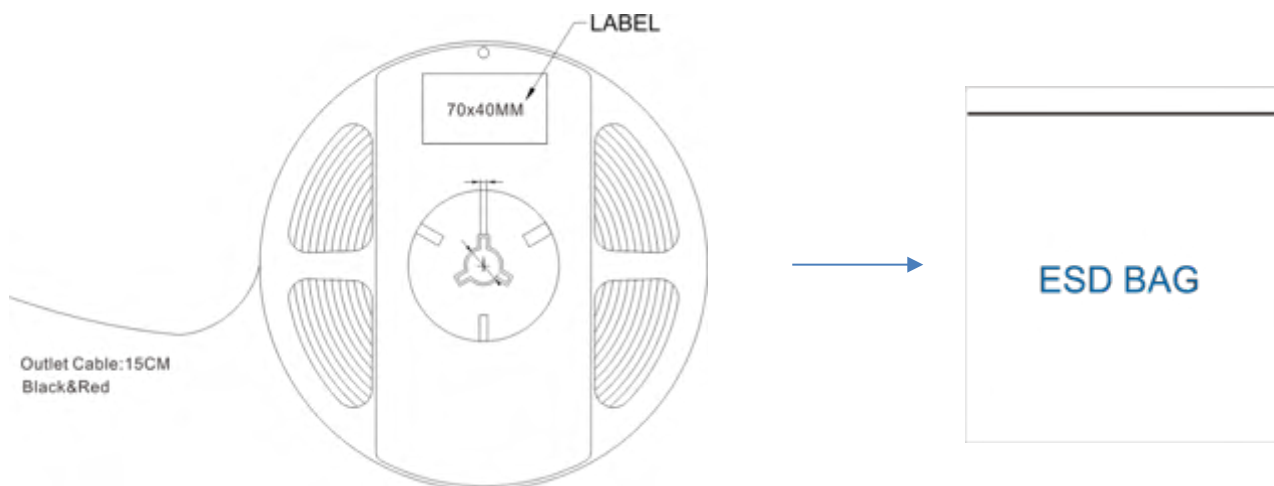 LABEL
70x40MM
ESD BAG
Outlet Cable:15CM
Black&Red